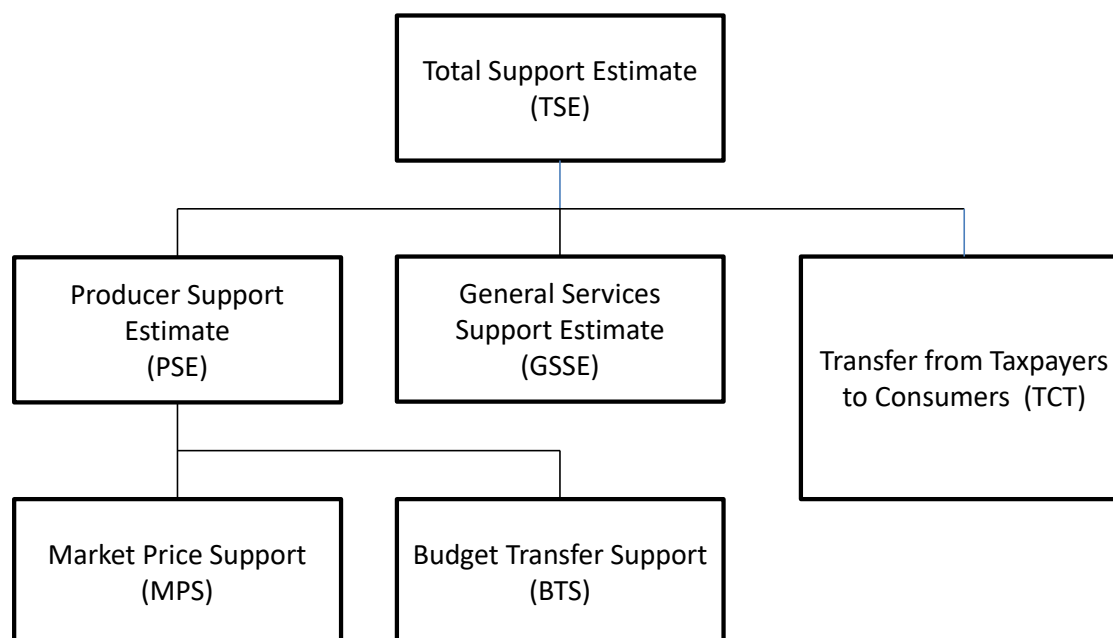 Total Support Estimate
(TSE)
Producer Support
Estimate
(PSE)
General Services
Support Estimate
(GSSE)
Transfer from Taxpayers
to Consumers  (TCT)
Market Price Support
(MPS)
Budget Transfer Support
(BTS)